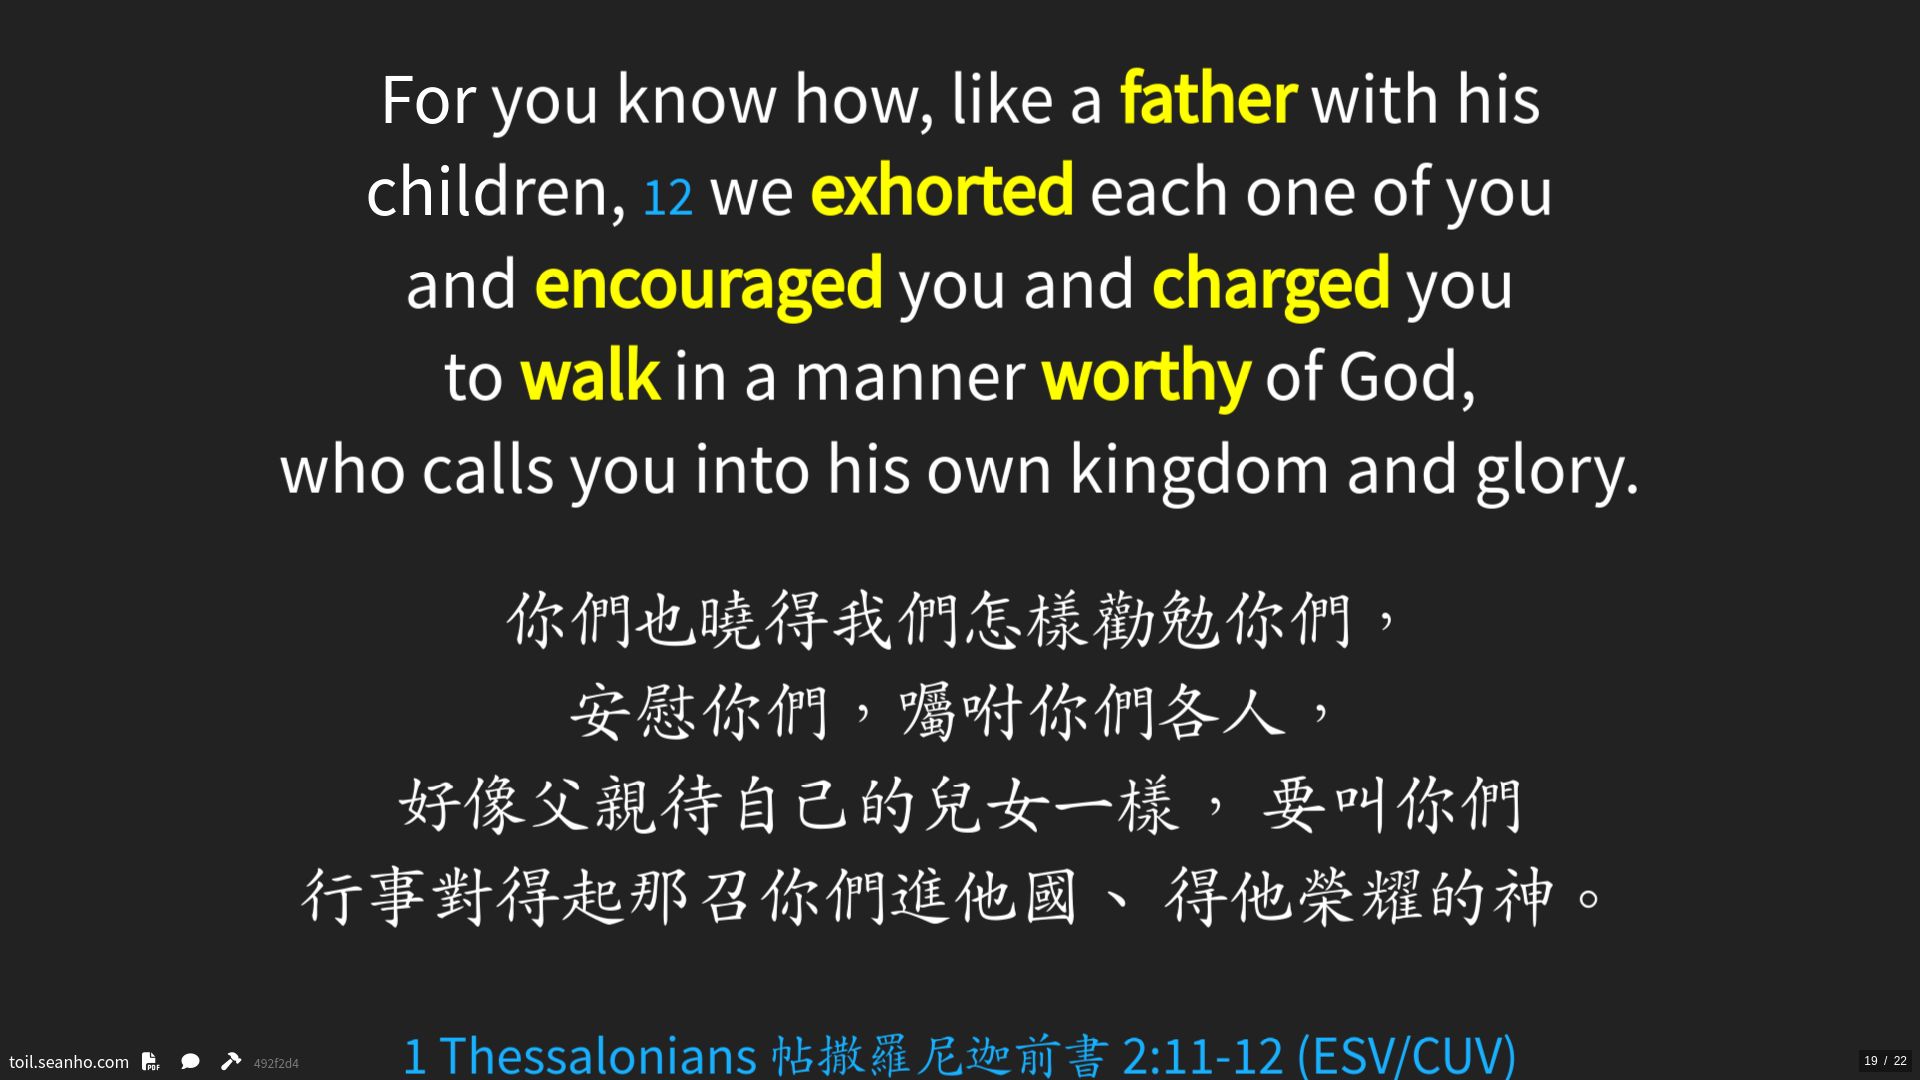 For you know how, like a father with his
children, 12 we exhorted each one of you
and encouraged you and charged you
to walk in a manner worthy of God,
who calls you into his own kingdom and glory.
你們也曉得我們怎樣勸勉你們，
安慰你們，囑咐你們各人，
好像父親待自己的兒女一樣， 要叫你們
行事對得起那召你們進他國、 得他榮耀的神。
1 Thessalonians 帖撒羅尼迦前書 2:11-12 (ESV/CUV)
toil.seanho.com PDF 492f2d4
19 / 22